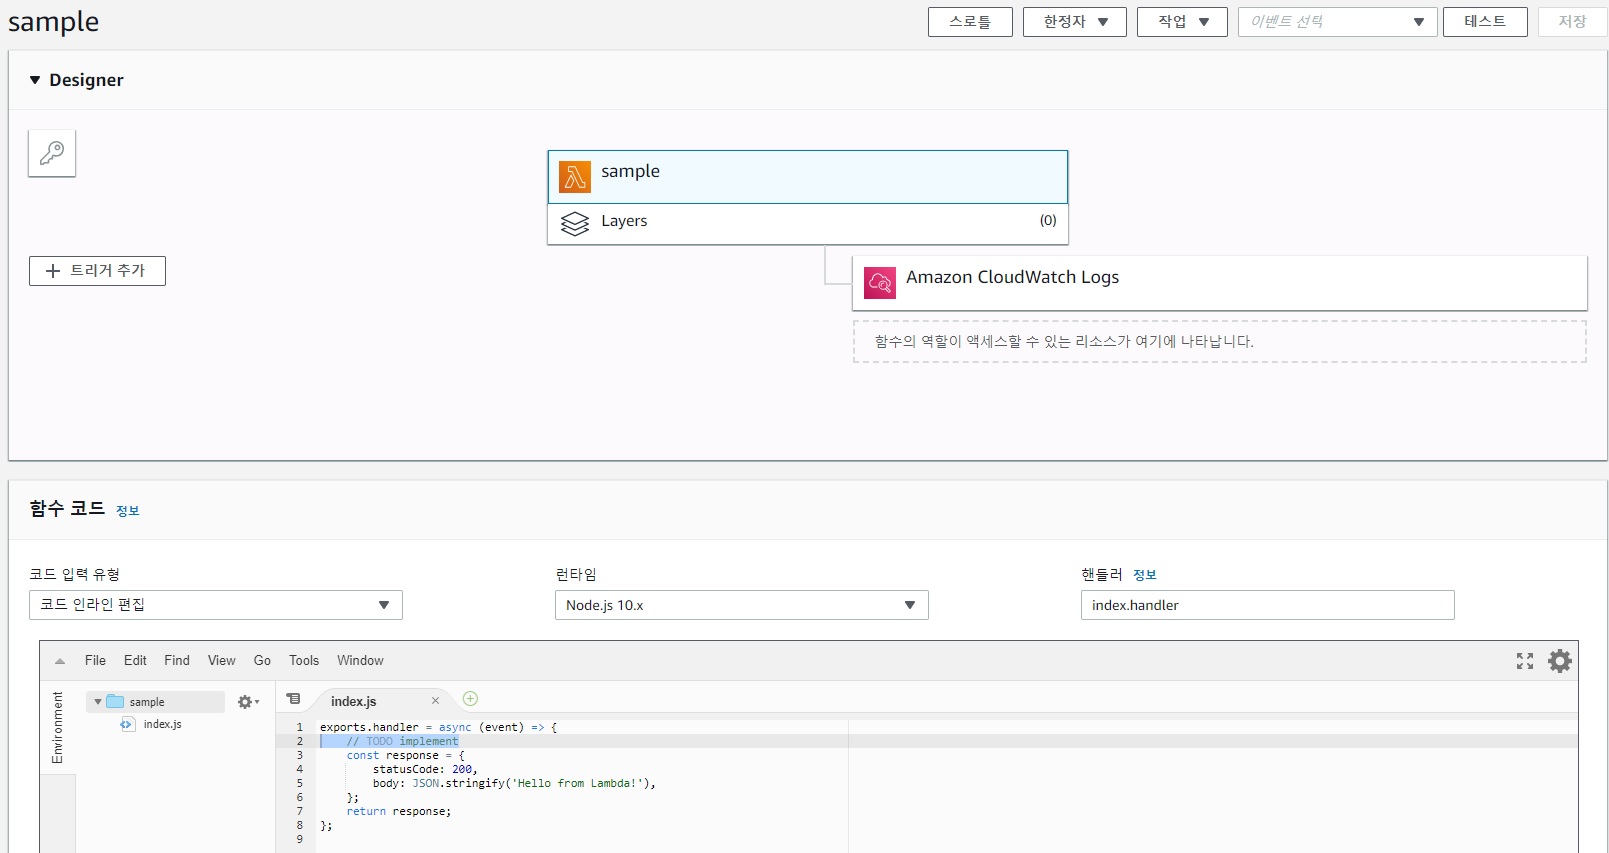 sample
스로틀
한정자
작업
이벤트 선택
테스트
저장
Designer
sample
Layers
(0)
트리거 추가
Amazon CloudWatch Logs
함수의 역할이 액세스할 수 있는 리소스가 여기에 나타납니다.
함수 코드 정보
코드 입력 유형
런타임
핸들러 정보
코드 인라인 편집
Node.js 10.x
index.handler
File Edit Find View Go Tools Window
Environment
sample
index.js
index.js
1 exports.handler = async (event) => {
2 // TODO implement
3 const response = {
4 statusCode: 200,
5 body: JSON.stringify('Hello from Lambda!'),
6 };
7 return response;
8 };
9